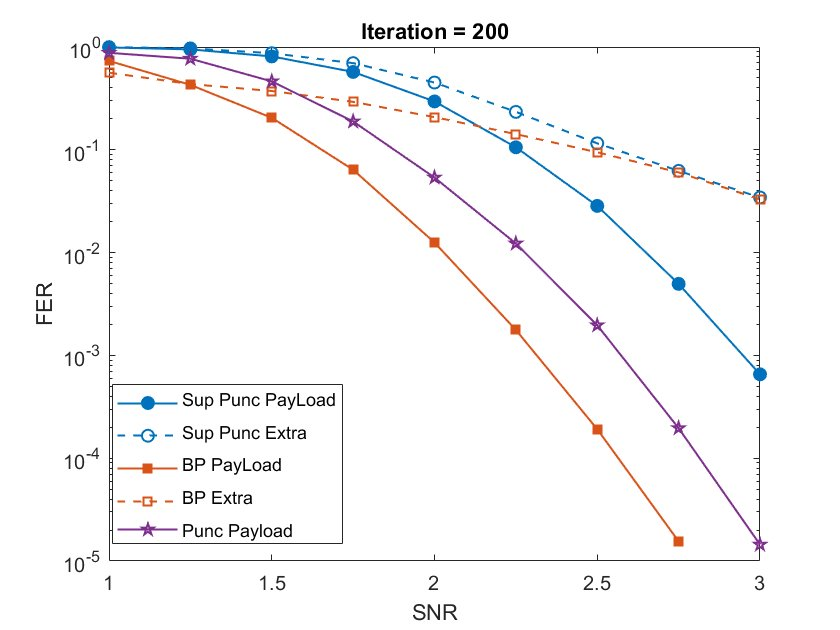 Iteration = 200
10^0
10^-1
10^-2
10^-3
10^-4
10^-5
FER
Sup Punc PayLoad
Sup Punc Extra
BP PayLoad
BP Extra
Punc Payload
1 1.5 2 2.5 3
SNR